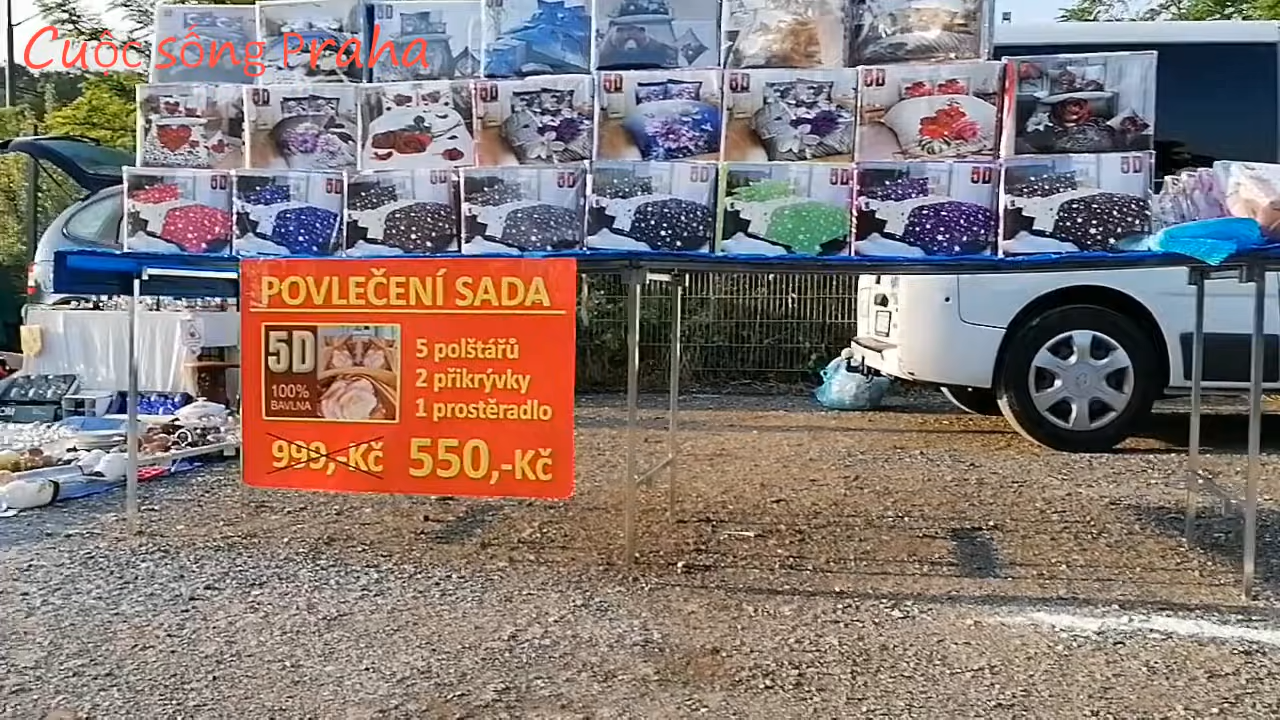 Cuộc sống Praha
POVLEČENÍ SADA
5D
100%
BAVLNA
5 polštářů
2 přikrývky
1 prostěradlo
999,-Kč 550,-Kč